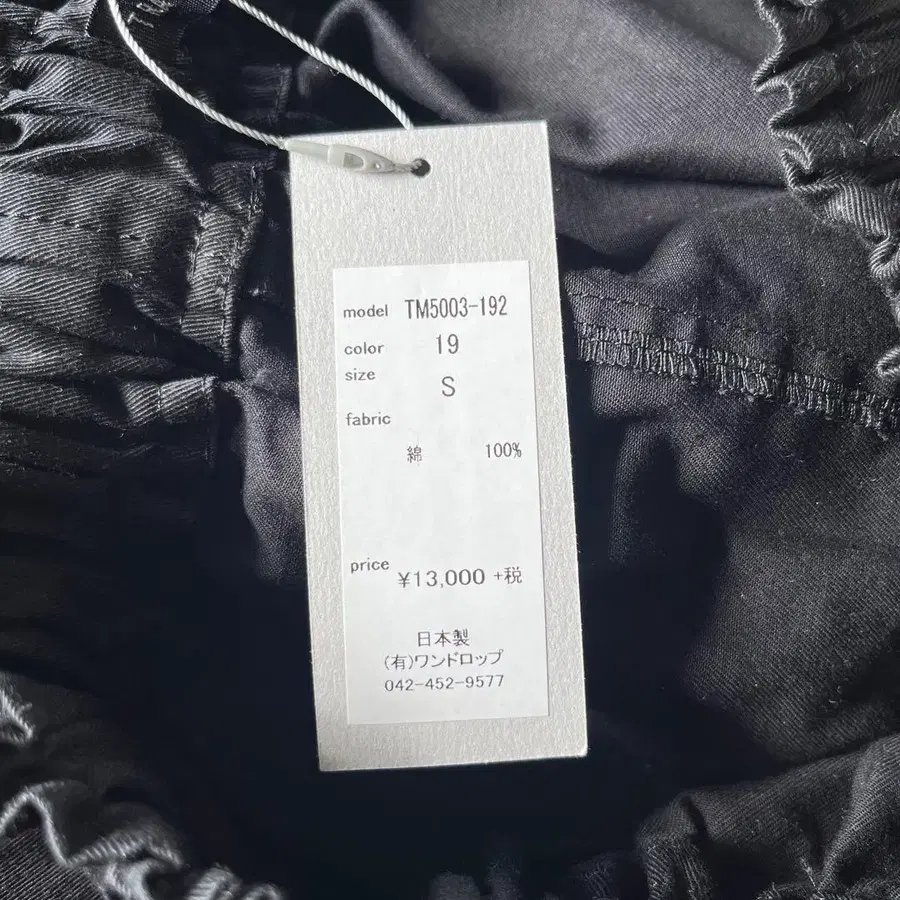 model TM5003-192
color 19
size S
fabric
綿 100%
price ¥13,000 +税
日本製
(有)ワンドロップ
042-452-9577